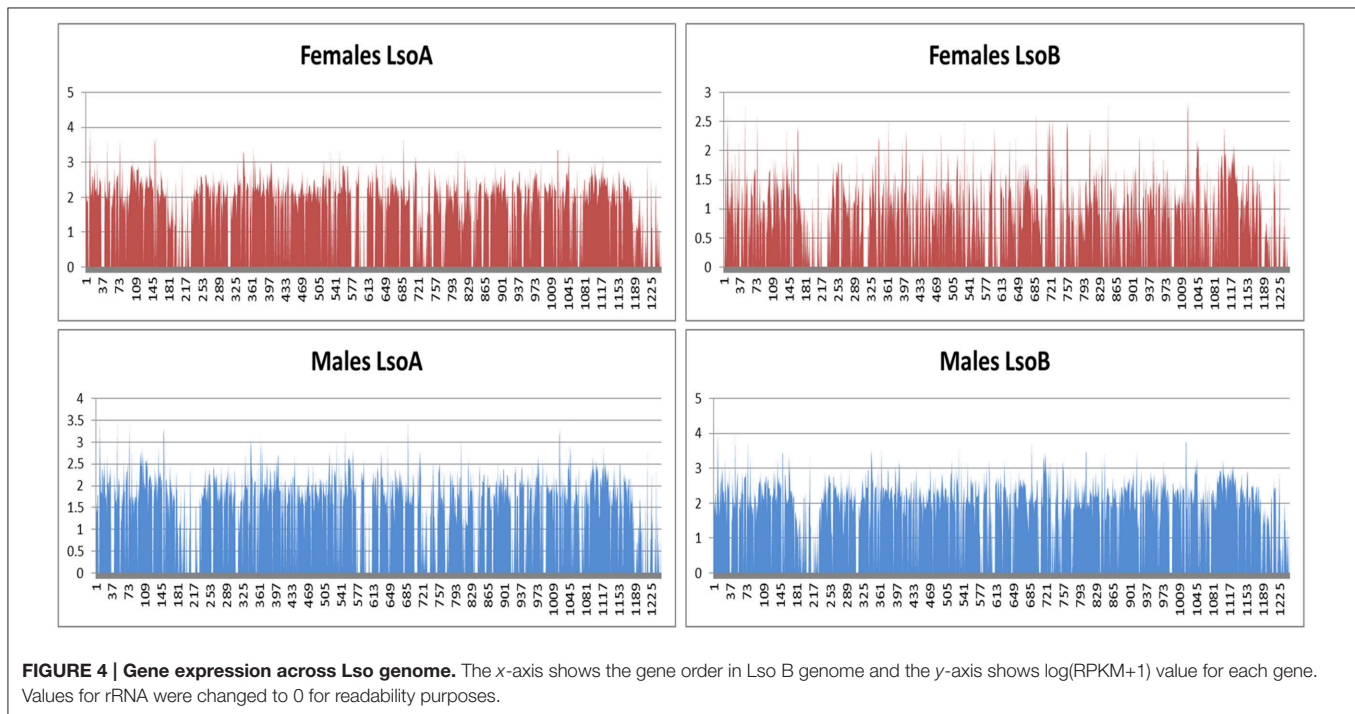 Females LsoA
5
4
3
2
1
0
1 37 73 109 145 181 217 253 289 325 361 397 433 469 505 541 577 613 649 685 721 757 793 829 865 901 937 973 1009 1045 1081 1117 1153 1189 1225
Females LsoB
3
2.5
2
1.5
1
0.5
0
1 37 73 109 145 181 217 253 289 325 361 397 433 469 505 541 577 613 649 685 721 757 793 829 865 901 937 973 1009 1045 1081 1117 1153 1189 1225
Males LsoA
4
3.5
3
2.5
2
1.5
1
0.5
0
1 37 73 109 145 181 217 253 289 325 361 397 433 469 505 541 577 613 649 685 721 757 793 829 865 901 937 973 1009 1045 1081 1117 1153 1189 1225
Males LsoB
5
4
3
2
1
0
1 37 73 109 145 181 217 253 289 325 361 397 433 469 505 541 577 613 649 685 721 757 793 829 865 901 937 973 1009 1045 1081 1117 1153 1189 1225
FIGURE 4 | Gene expression across Lso genome. The x-axis shows the gene order in Lso B genome and the y-axis shows log(RPKM+1) value for each gene.
Values for rRNA were changed to 0 for readability purposes.